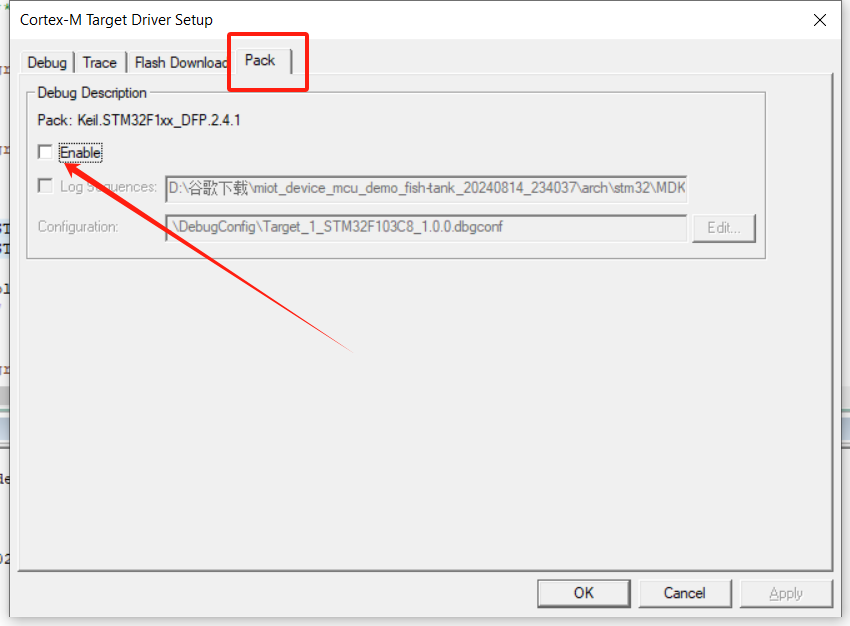 Cortex-M Target Driver Setup
Debug Trace Flash Download Pack
Debug Description
Pack: Keil.STM32F1xx_DFP.2.4.1
Enable
Log Sequences: D:\谷歌下载\miot_device_mcu_demo_fish-tank_20240814_234037\arch\stm32\MDK
Configuration: .\DebugConfig\Target_1_STM32F103C8_1.0.0.dbgconf Edit...
OK Cancel Apply